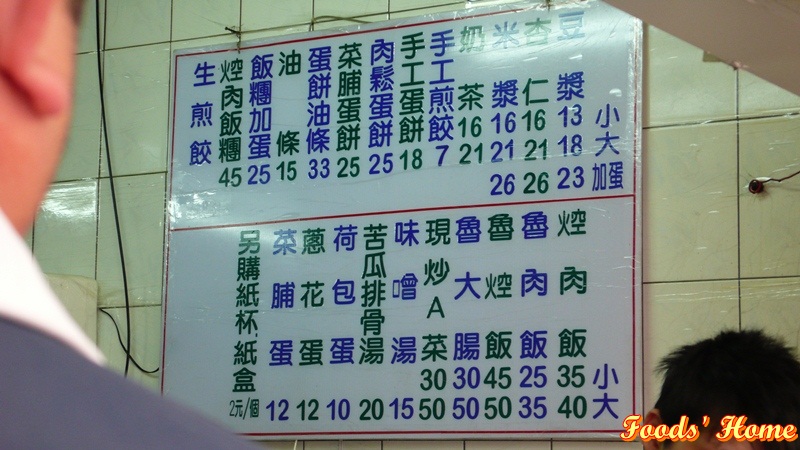 小 大 加蛋
豆漿 13 18 23
杏仁 16 21 26
米漿 16 21 26
奶茶 16 21
手工煎餃 7
手工蛋餅 18
肉鬆蛋餅 25
菜脯蛋餅 25
蛋餅油條 33
油條 15
飯糰加蛋 25
焢肉飯糰 45
生煎餃
小 大
焢肉飯 35 40
魯肉飯 25 35
魯焢飯 45 50
魯大腸 30 50
現炒A菜 30 50
味噌湯 15
苦瓜排骨湯 20
荷包蛋 10
蔥花蛋 12
菜脯蛋 12
另購紙杯.紙盒 2元/個
Foods' Home